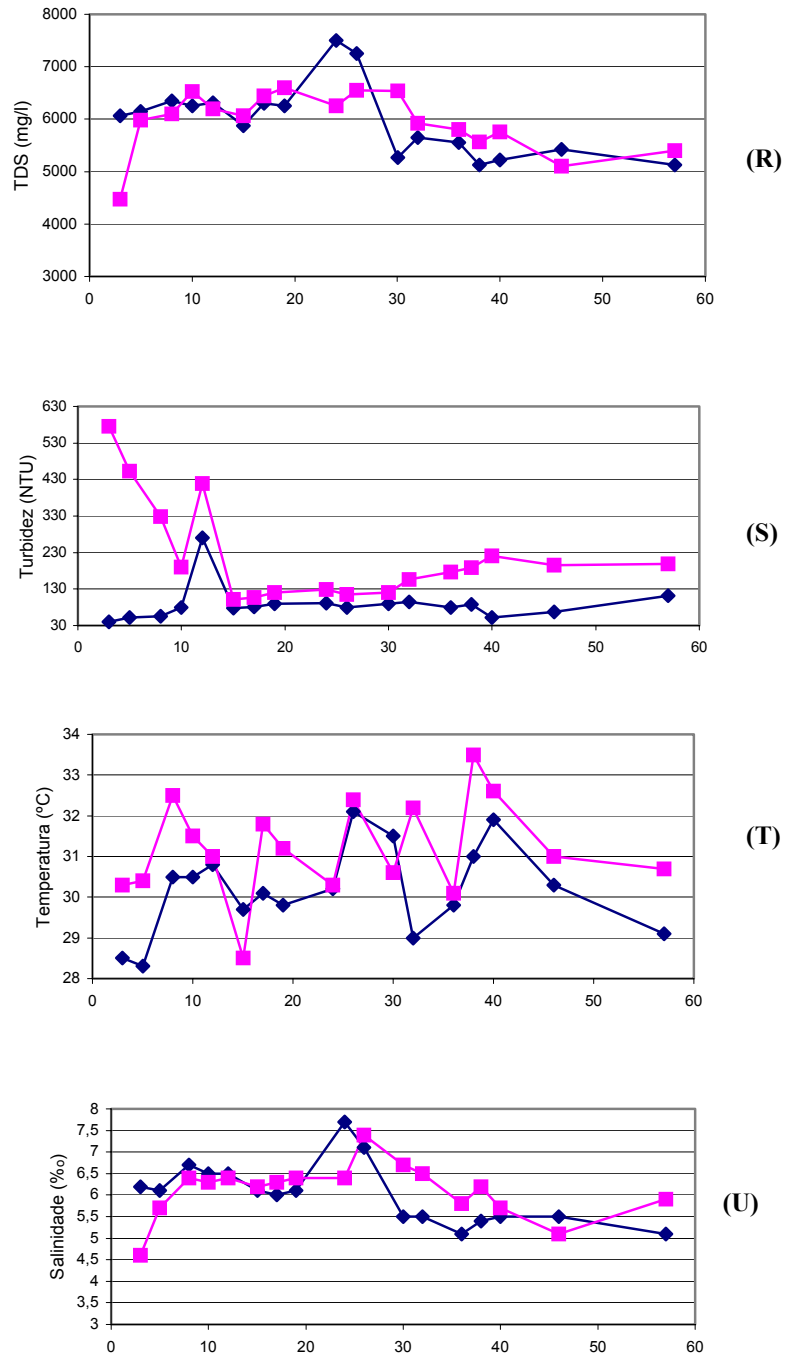 8000
7000
6000
5000
4000
3000
TDS (mg/l)
0 10 20 30 40 50 60
(R)
630
530
430
330
230
130
30
Turbidez (NTU)
0 10 20 30 40 50 60
(S)
34
33
32
31
30
29
28
Temperatura (ºC)
0 10 20 30 40 50 60
(T)
8
7,5
7
6,5
6
5,5
5
4,5
4
3,5
3
Salinidade (‰)
0 10 20 30 40 50 60
(U)